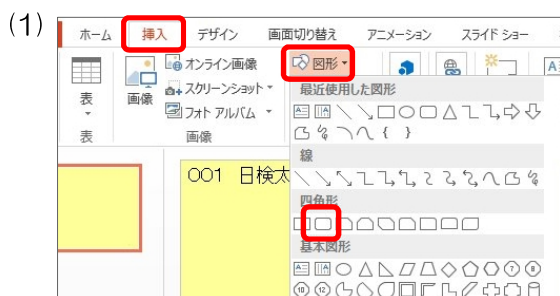 (1)
ホーム 挿入 デザイン 画面切り替え アニメーション スライド ショー
オンライン画像
スクリーンショット
フォト アルバム
表 画像 図形
表 画像
最近使用した図形
線
001 日検太
四角形
基本図形